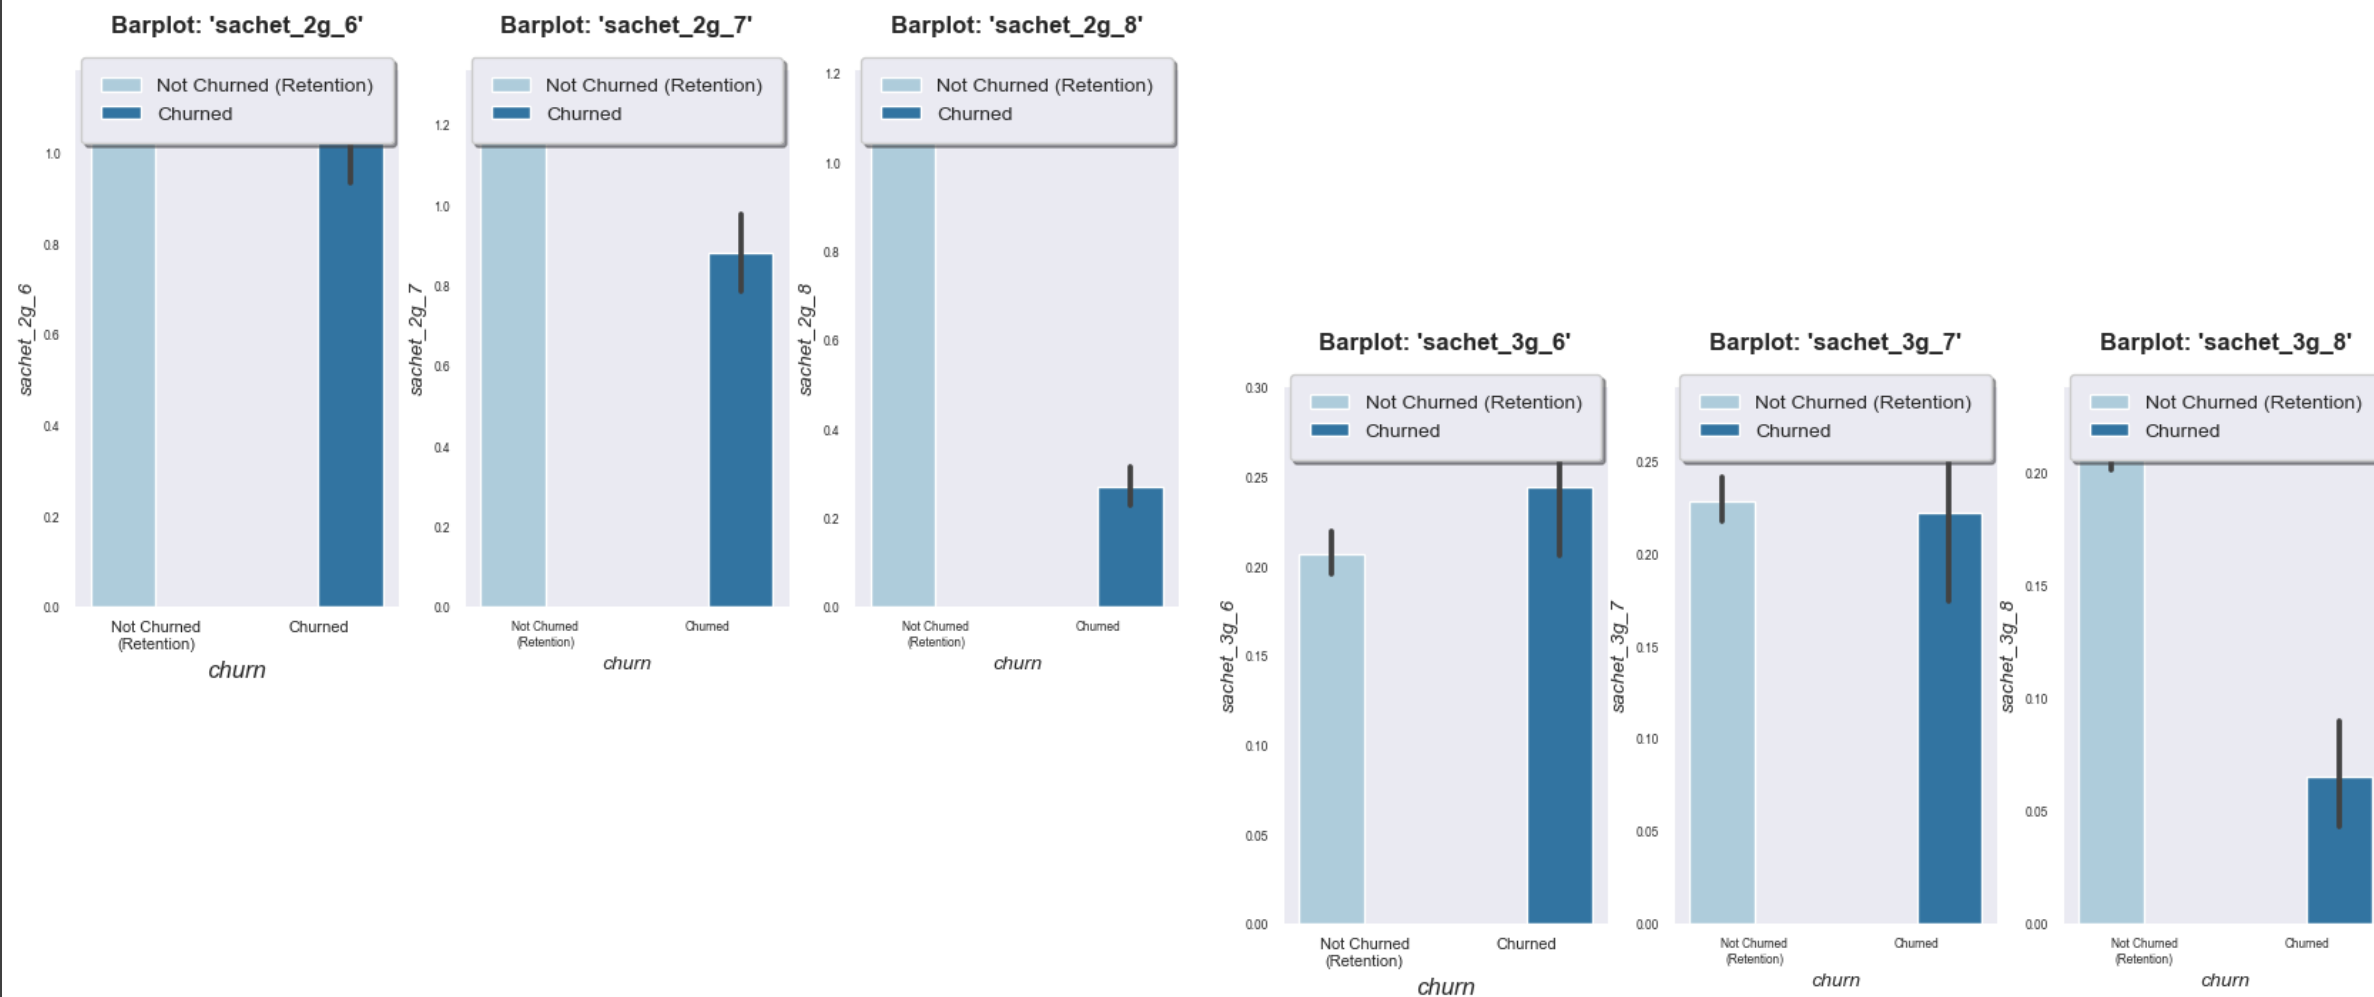 Barplot: 'sachet_2g_6'
Not Churned (Retention)
Churned
1.0
0.8
0.6
0.4
0.2
0.0
sachet_2g_6
Not Churned
(Retention)
Churned
churn
Barplot: 'sachet_2g_7'
Not Churned (Retention)
Churned
1.2
1.0
0.8
0.6
0.4
0.2
0.0
sachet_2g_7
Not Churned
(Retention)
Churned
churn
Barplot: 'sachet_2g_8'
Not Churned (Retention)
Churned
1.2
1.0
0.8
0.6
0.4
0.2
0.0
sachet_2g_8
Not Churned
(Retention)
Churned
churn
Barplot: 'sachet_3g_6'
Not Churned (Retention)
Churned
0.30
0.25
0.20
0.15
0.10
0.05
0.00
sachet_3g_6
Not Churned
(Retention)
Churned
churn
Barplot: 'sachet_3g_7'
Not Churned (Retention)
Churned
0.25
0.20
0.15
0.10
0.05
0.00
sachet_3g_7
Not Churned
(Retention)
Churned
churn
Barplot: 'sachet_3g_8'
Not Churned (Retention)
Churned
0.20
0.15
0.10
0.05
0.00
sachet_3g_8
Not Churned
(Retention)
Churned
churn